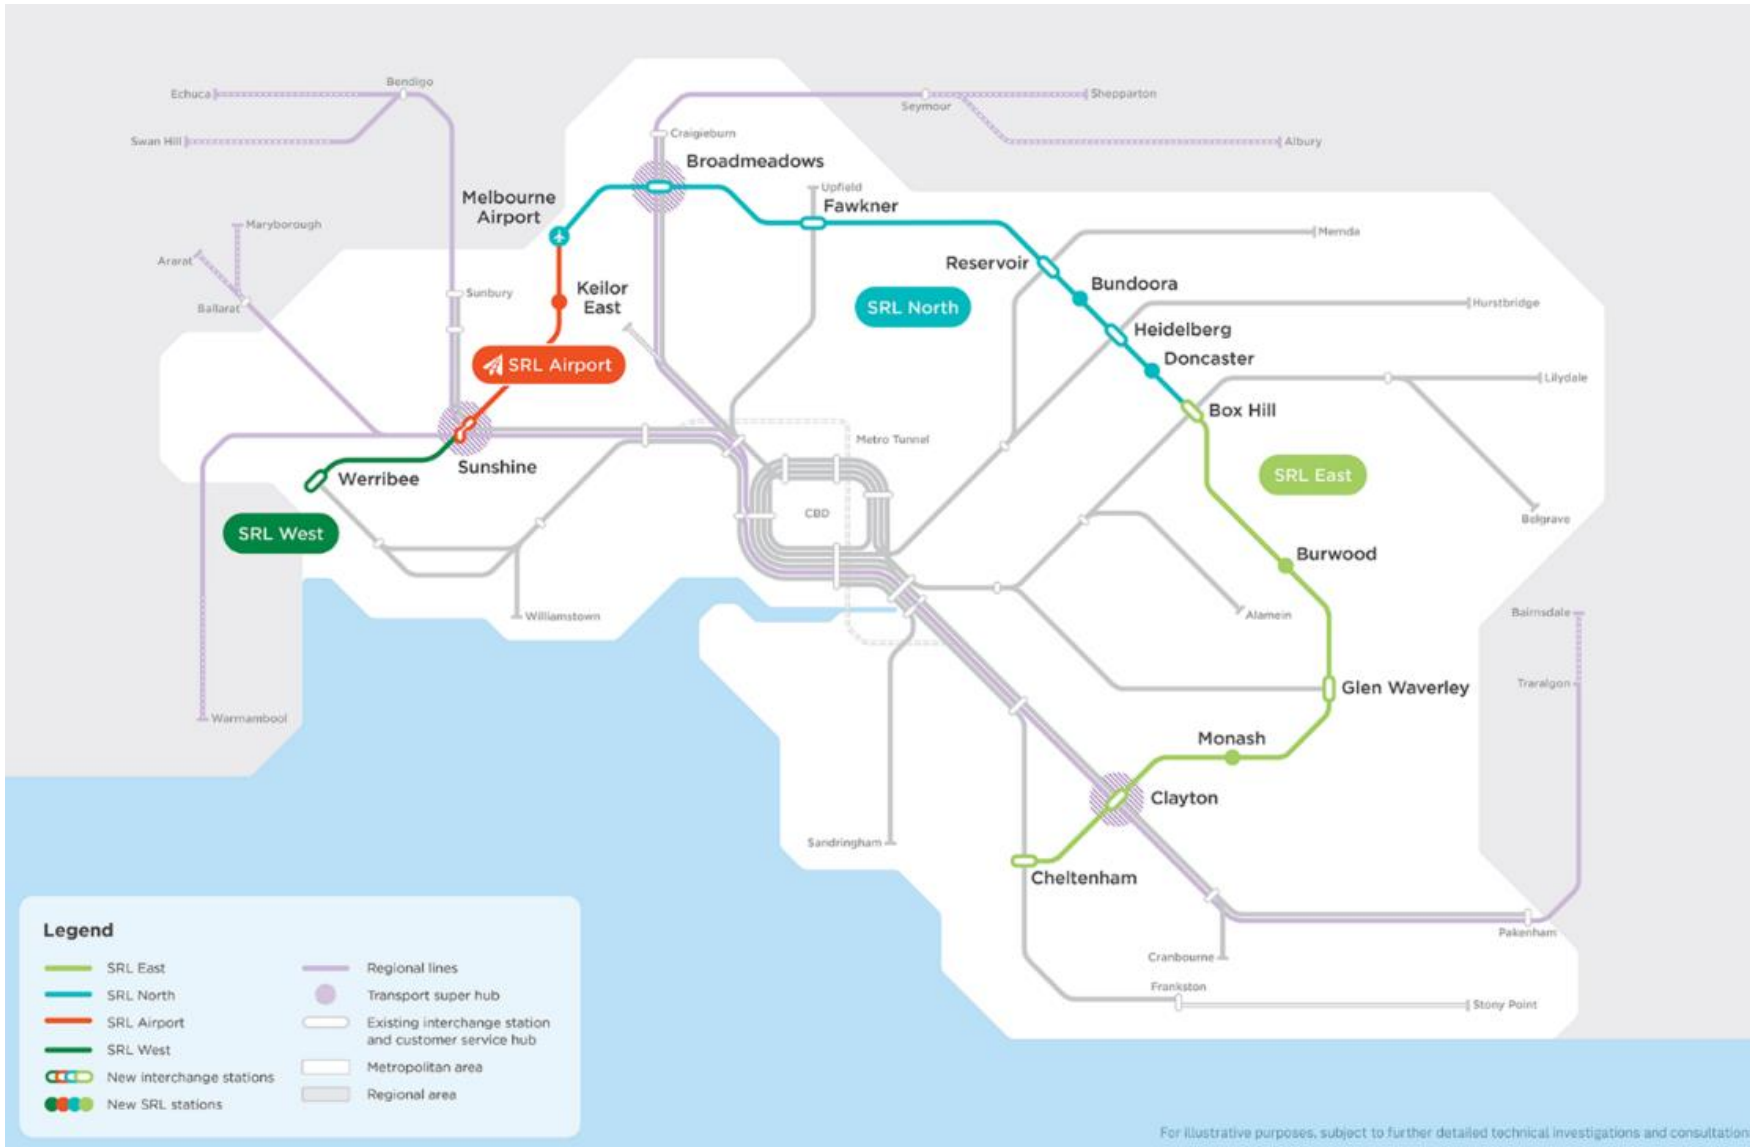 Echuca
Bendigo
Swan Hill
Seymour
Shepparton
Albury
Craigieburn
Broadmeadows
Melbourne
Airport
Upfield
Fawkner
Maryborough
Ararat
Ballarat
Sunbury
Keilor
East
SRL North
Reservoir
Mernda
Bundoora
Hurstbridge
Heidelberg
Doncaster
SRL Airport
Lilydale
Box Hill
Metro Tunnel
Sunshine
Werribee
SRL East
SRL West
CBD
Belgrave
Burwood
Williamstown
Alamein
Bairnsdale
Glen Waverley
Traralgon
Warrnambool
Monash
Clayton
Sandringham
Cheltenham
Pakenham
Cranbourne
Frankston
Stony Point
Legend
SRL East
SRL North
SRL Airport
SRL West
New interchange stations
New SRL stations
Regional lines
Transport super hub
Existing interchange station
and customer service hub
Metropolitan area
Regional area
For illustrative purposes, subject to further detailed technical investigations and consultation